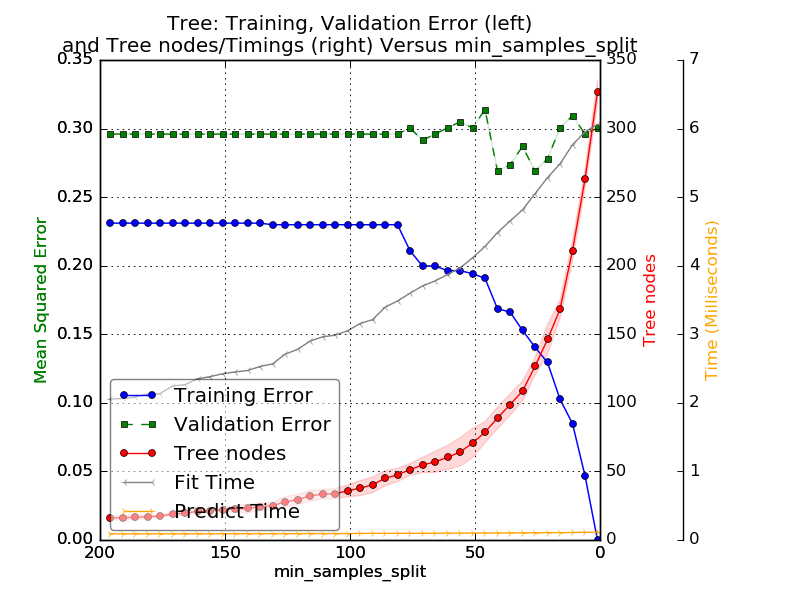 Tree: Training, Validation Error (left)
and Tree nodes/Timings (right) Versus min_samples_split
0.35
0.30
0.25
0.20
0.15
0.10
0.05
0.00
Mean Squared Error
200
150
100
50
0
min_samples_split
350
300
250
200
150
100
50
0
Tree nodes
7
6
5
4
3
2
1
0
Time (Milliseconds)
Training Error
Validation Error
Tree nodes
Fit Time
Predict Time